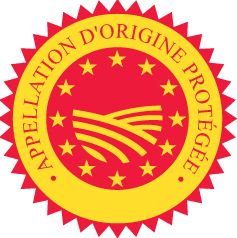 • APPELLATION D'ORIGINE PROTÉGÉE •